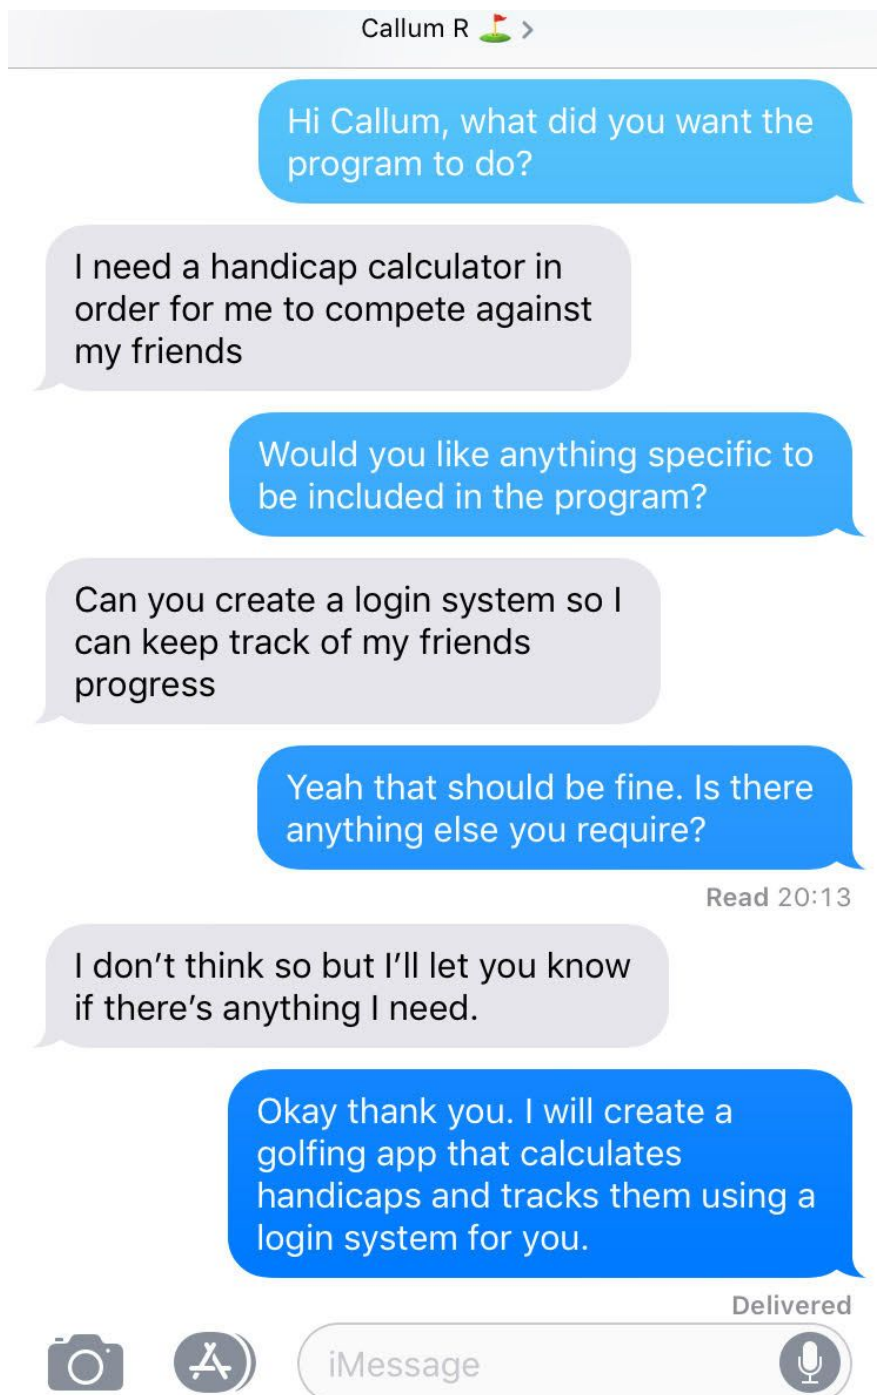 Callum R ⛳ >
Hi Callum, what did you want the
program to do?
I need a handicap calculator in
order for me to compete against
my friends
Would you like anything specific to
be included in the program?
Can you create a login system so I
can keep track of my friends
progress
Yeah that should be fine. Is there
anything else you require?
Read 20:13
I don’t think so but I’ll let you know
if there’s anything I need.
Okay thank you. I will create a
golfing app that calculates
handicaps and tracks them using a
login system for you.
Delivered
iMessage